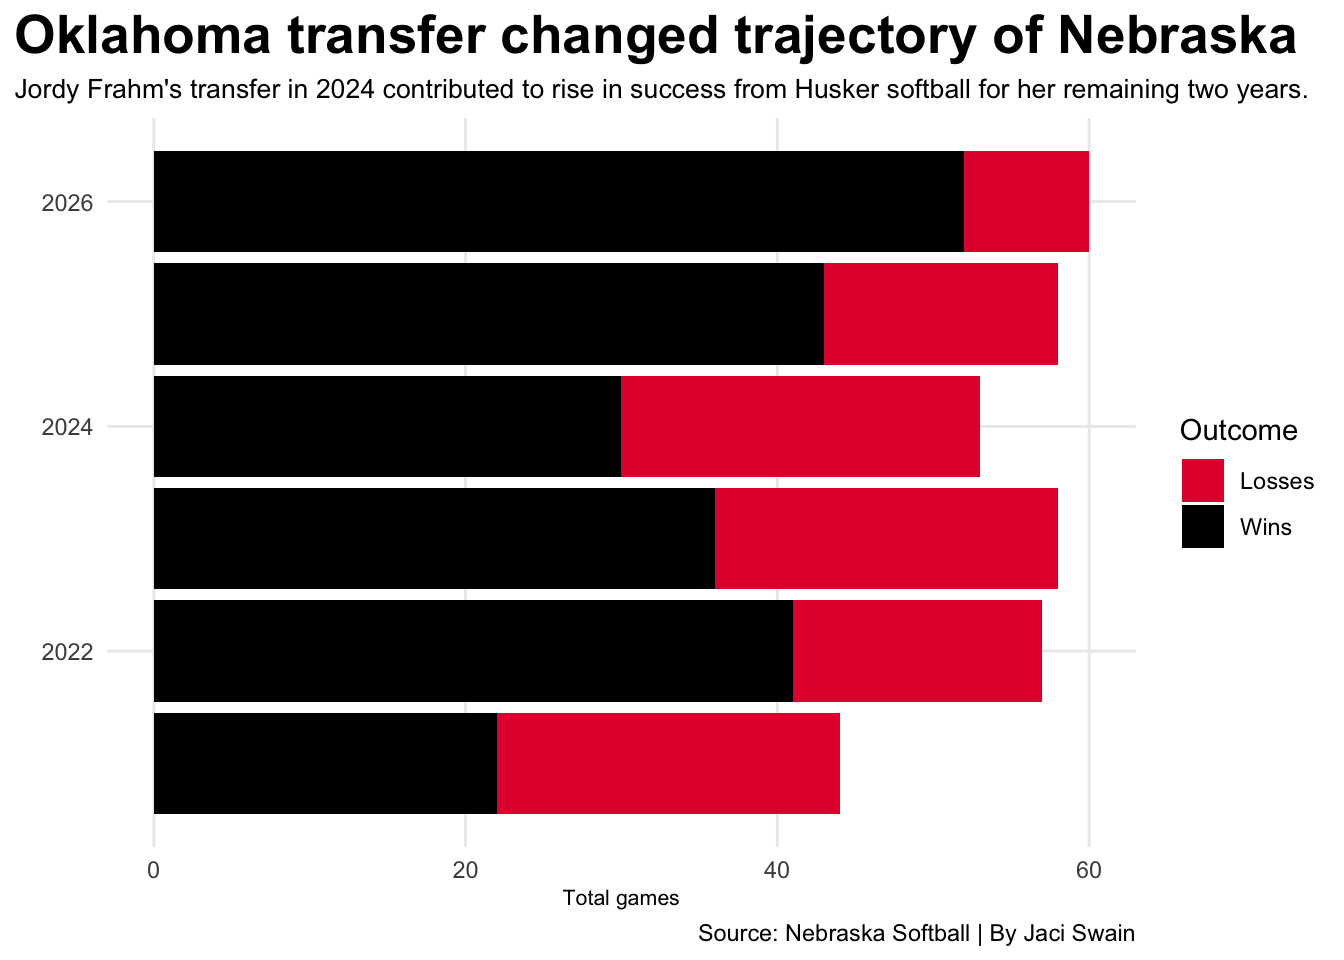 Oklahoma transfer changed trajectory of Nebraska
Jordy Frahm's transfer in 2024 contributed to rise in success from Husker softball for her remaining two years.
2026
2024
2022
0 20 40 60
Total games
Outcome
Losses
Wins
Source: Nebraska Softball | By Jaci Swain